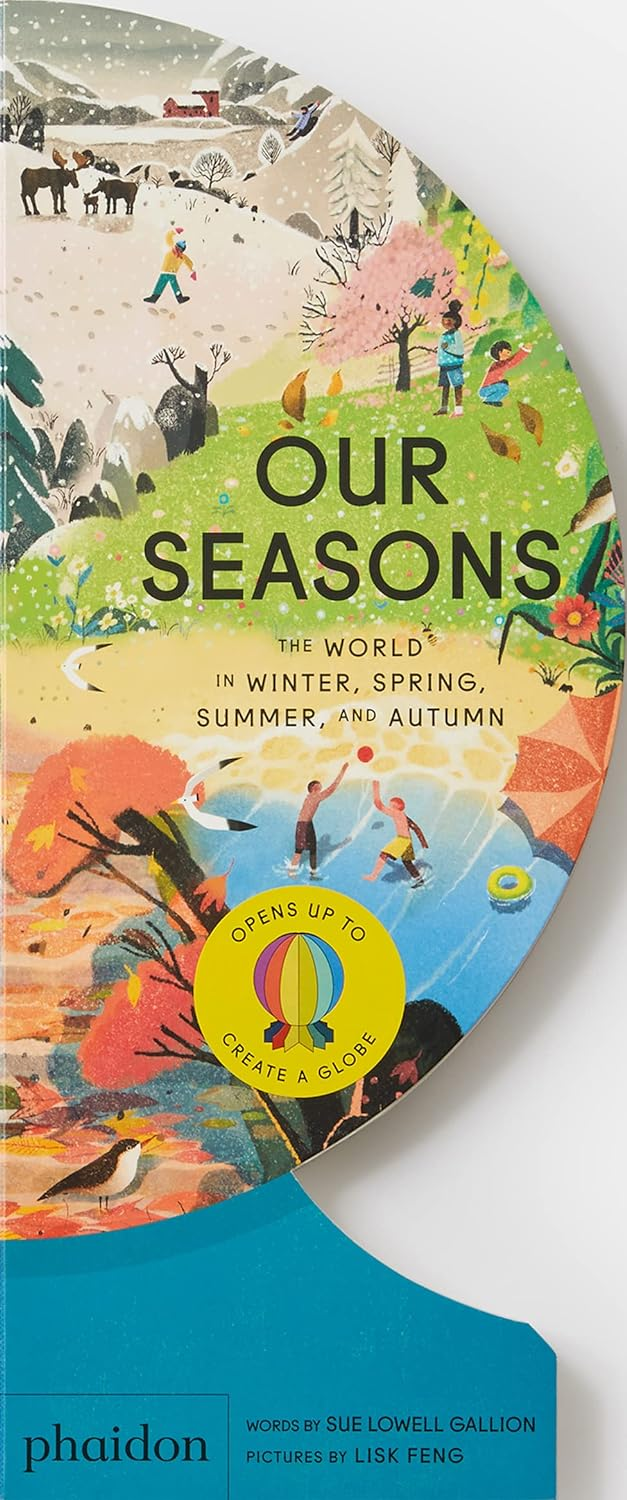 OUR
SEASONS
THE WORLD
IN WINTER, SPRING,
SUMMER, AND AUTUMN
OPENS UP TO
CREATE A GLOBE
phaidon
WORDS BY SUE LOWELL GALLION
PICTURES BY LISK FENG